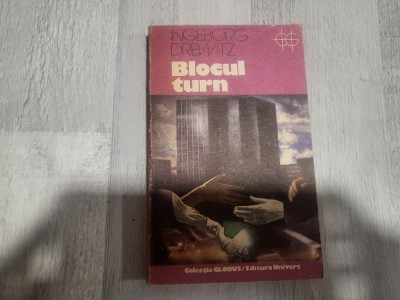 INGEBORG
DREWITZ
Blocul
turn
Colecția GLOBUS / Editura Univers